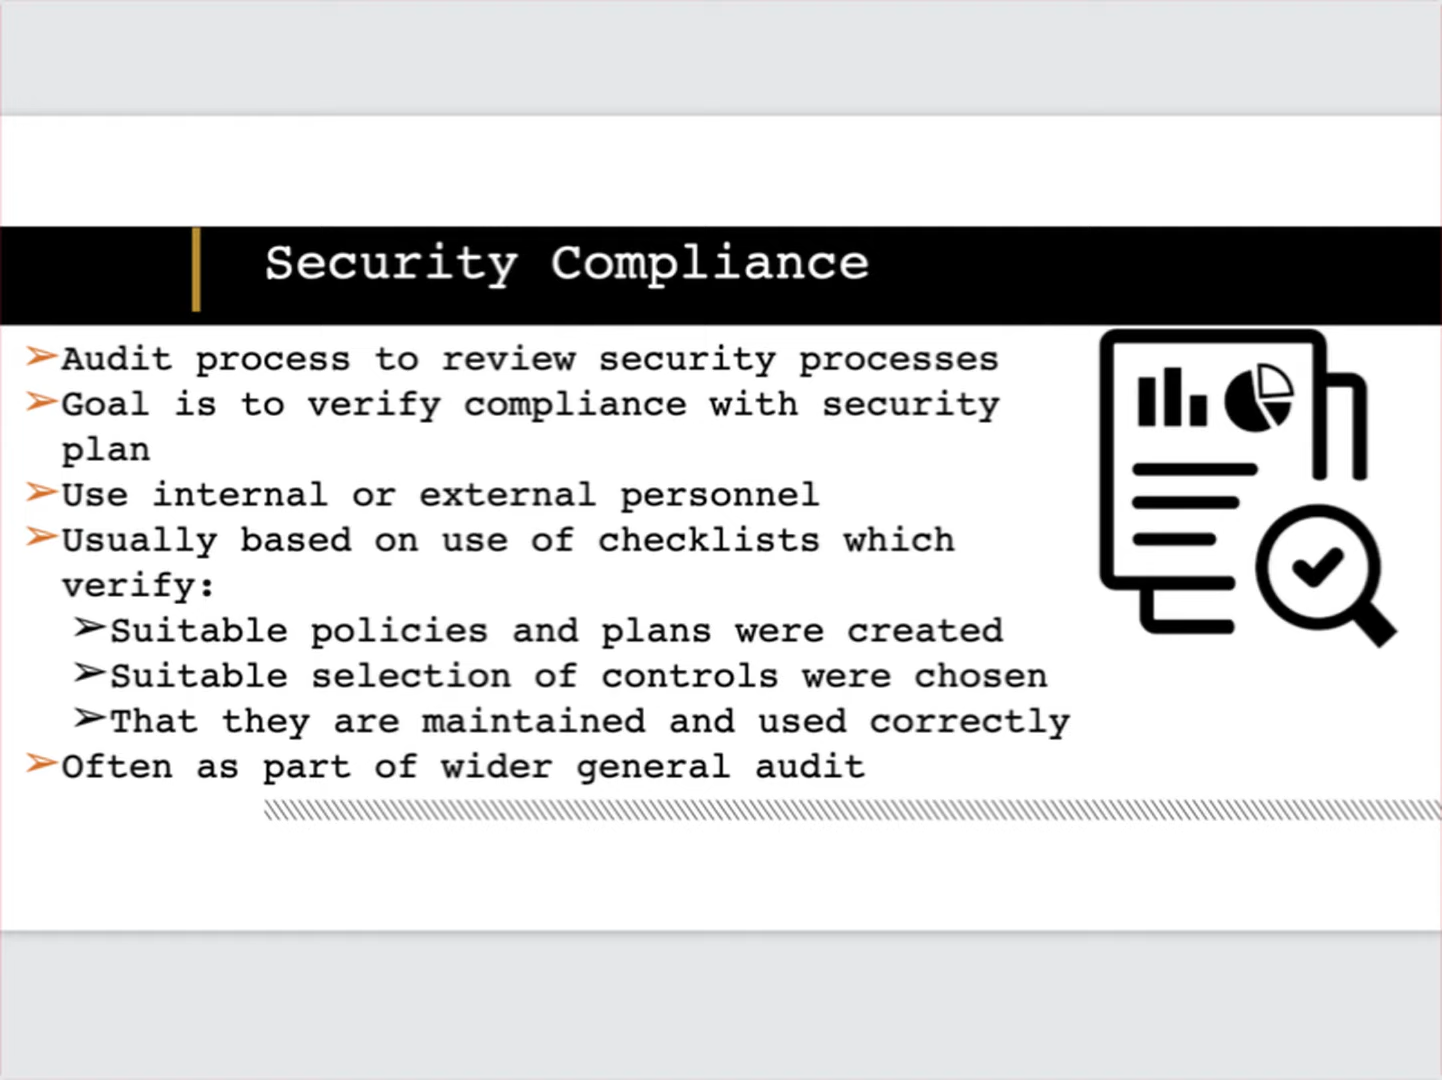 Security Compliance
➢Audit process to review security processes
➢Goal is to verify compliance with security
plan
➢Use internal or external personnel
➢Usually based on use of checklists which
verify:
➢Suitable policies and plans were created
➢Suitable selection of controls were chosen
➢That they are maintained and used correctly
➢Often as part of wider general audit